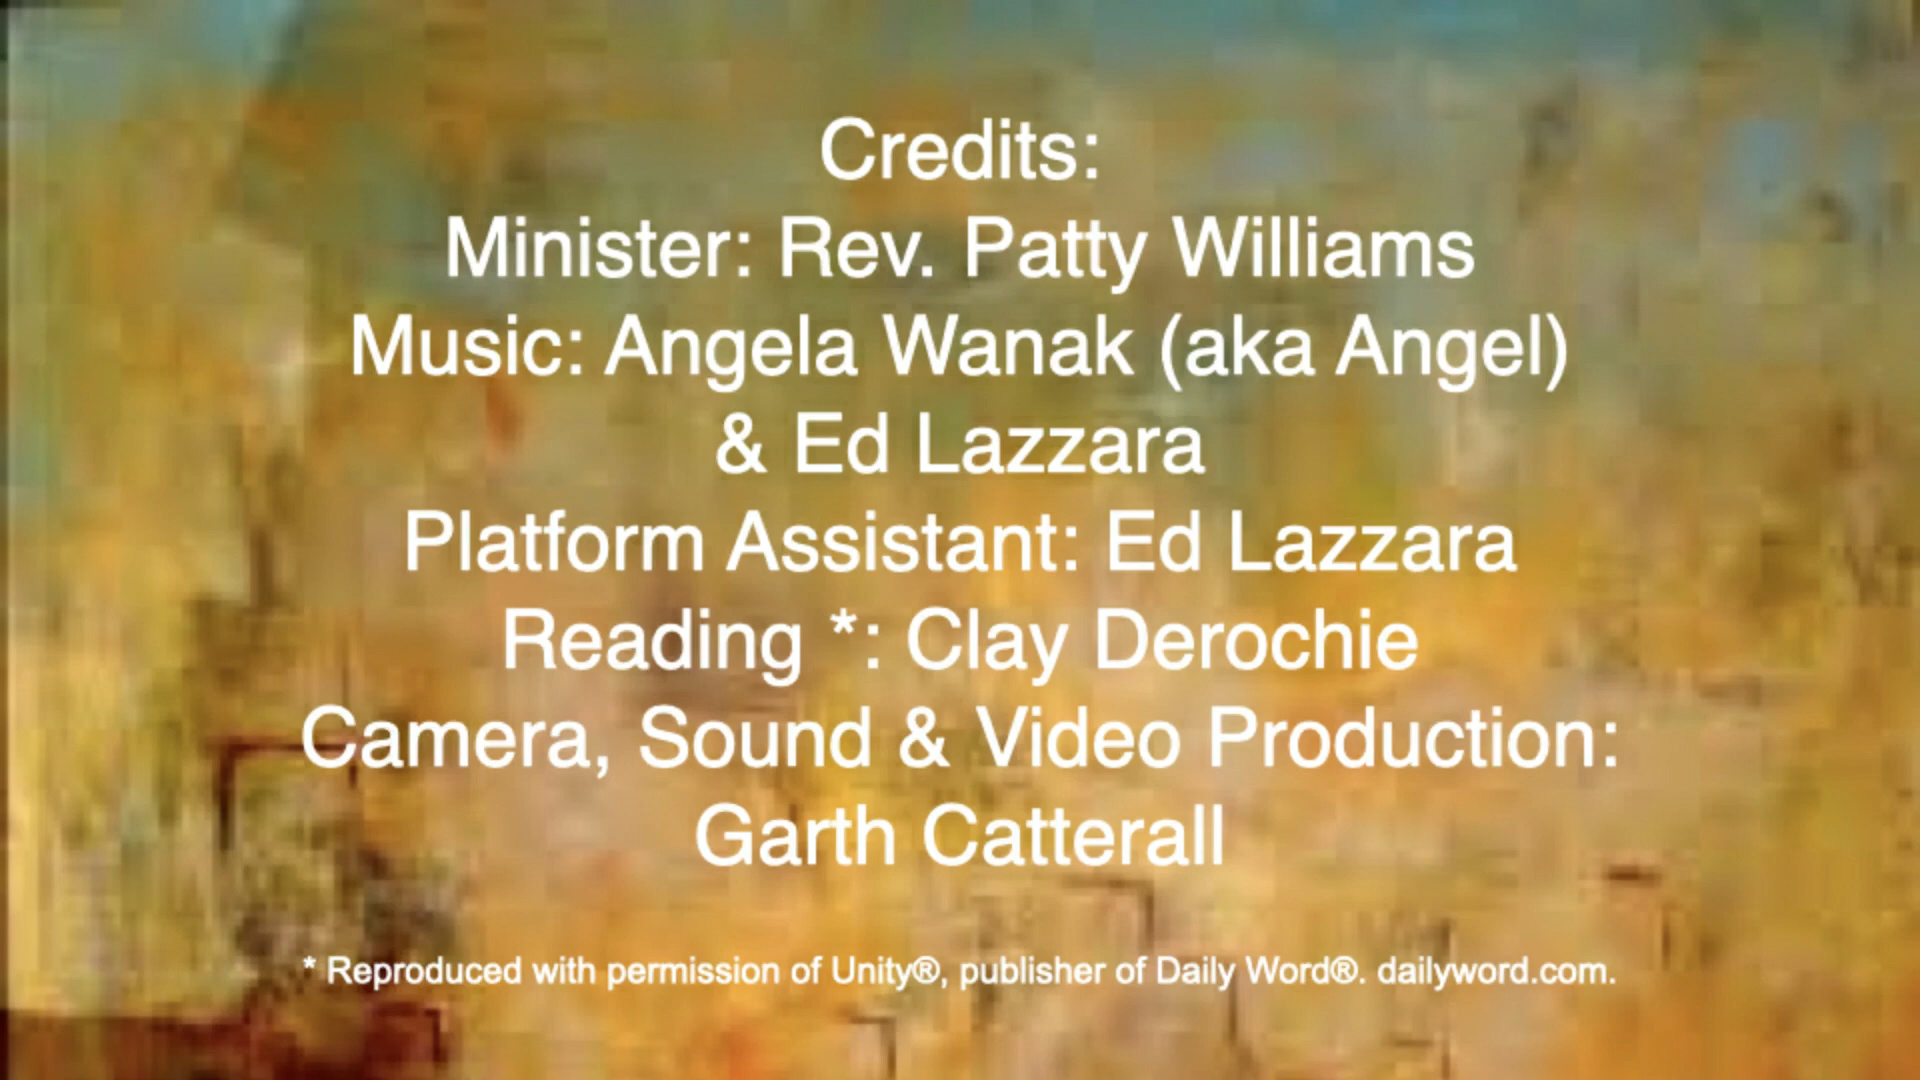 Credits:
Minister: Rev. Patty Williams
Music: Angela Wanak (aka Angel)
& Ed Lazzara
Platform Assistant: Ed Lazzara
Reading *: Clay Derochie
Camera, Sound & Video Production:
Garth Catterall
* Reproduced with permission of Unity®, publisher of Daily Word®. dailyword.com.